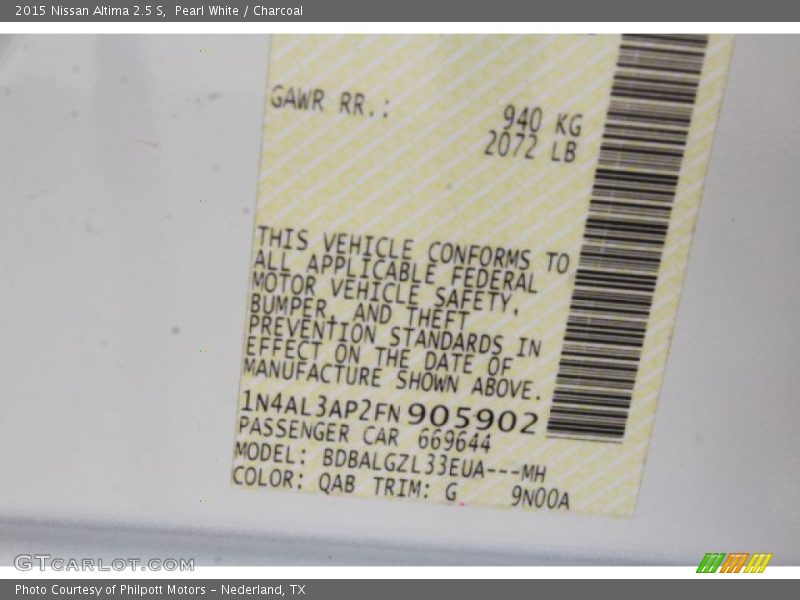 2015 Nissan Altima 2.5 S, Pearl White / Charcoal
GAWR RR.:
940 KG
2072 LB
THIS VEHICLE CONFORMS TO
ALL APPLICABLE FEDERAL
MOTOR VEHICLE SAFETY,
BUMPER, AND THEFT
PREVENTION STANDARDS IN
EFFECT ON THE DATE OF
MANUFACTURE SHOWN ABOVE.
1N4AL3AP2FN905902
PASSENGER CAR 669644
MODEL: BDBALGZL33EUA---MH
COLOR: QAB TRIM: G 9N00A
GTCARLOT.COM
Photo Courtesy of Philpott Motors - Nederland, TX